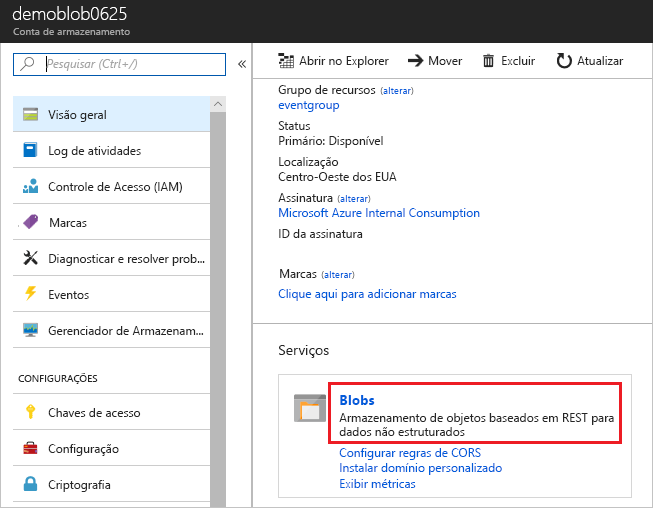 demoblob0625
Conta de armazenamento
Pesquisar (Ctrl+/)
«
Visão geral
Log de atividades
Controle de Acesso (IAM)
Marcas
Diagnosticar e resolver prob...
Eventos
Gerenciador de Armazenam...
CONFIGURAÇÕES
Chaves de acesso
Configuração
Criptografia
Abrir no Explorer Mover Excluir Atualizar
Grupo de recursos (alterar)
eventgroup
Status
Primário: Disponível
Localização
Centro-Oeste dos EUA
Assinatura (alterar)
Microsoft Azure Internal Consumption
ID da assinatura
Marcas (alterar)
Clique aqui para adicionar marcas
Serviços
Blobs
Armazenamento de objetos baseados em REST para
dados não estruturados
Configurar regras de CORS
Instalar domínio personalizado
Exibir métricas